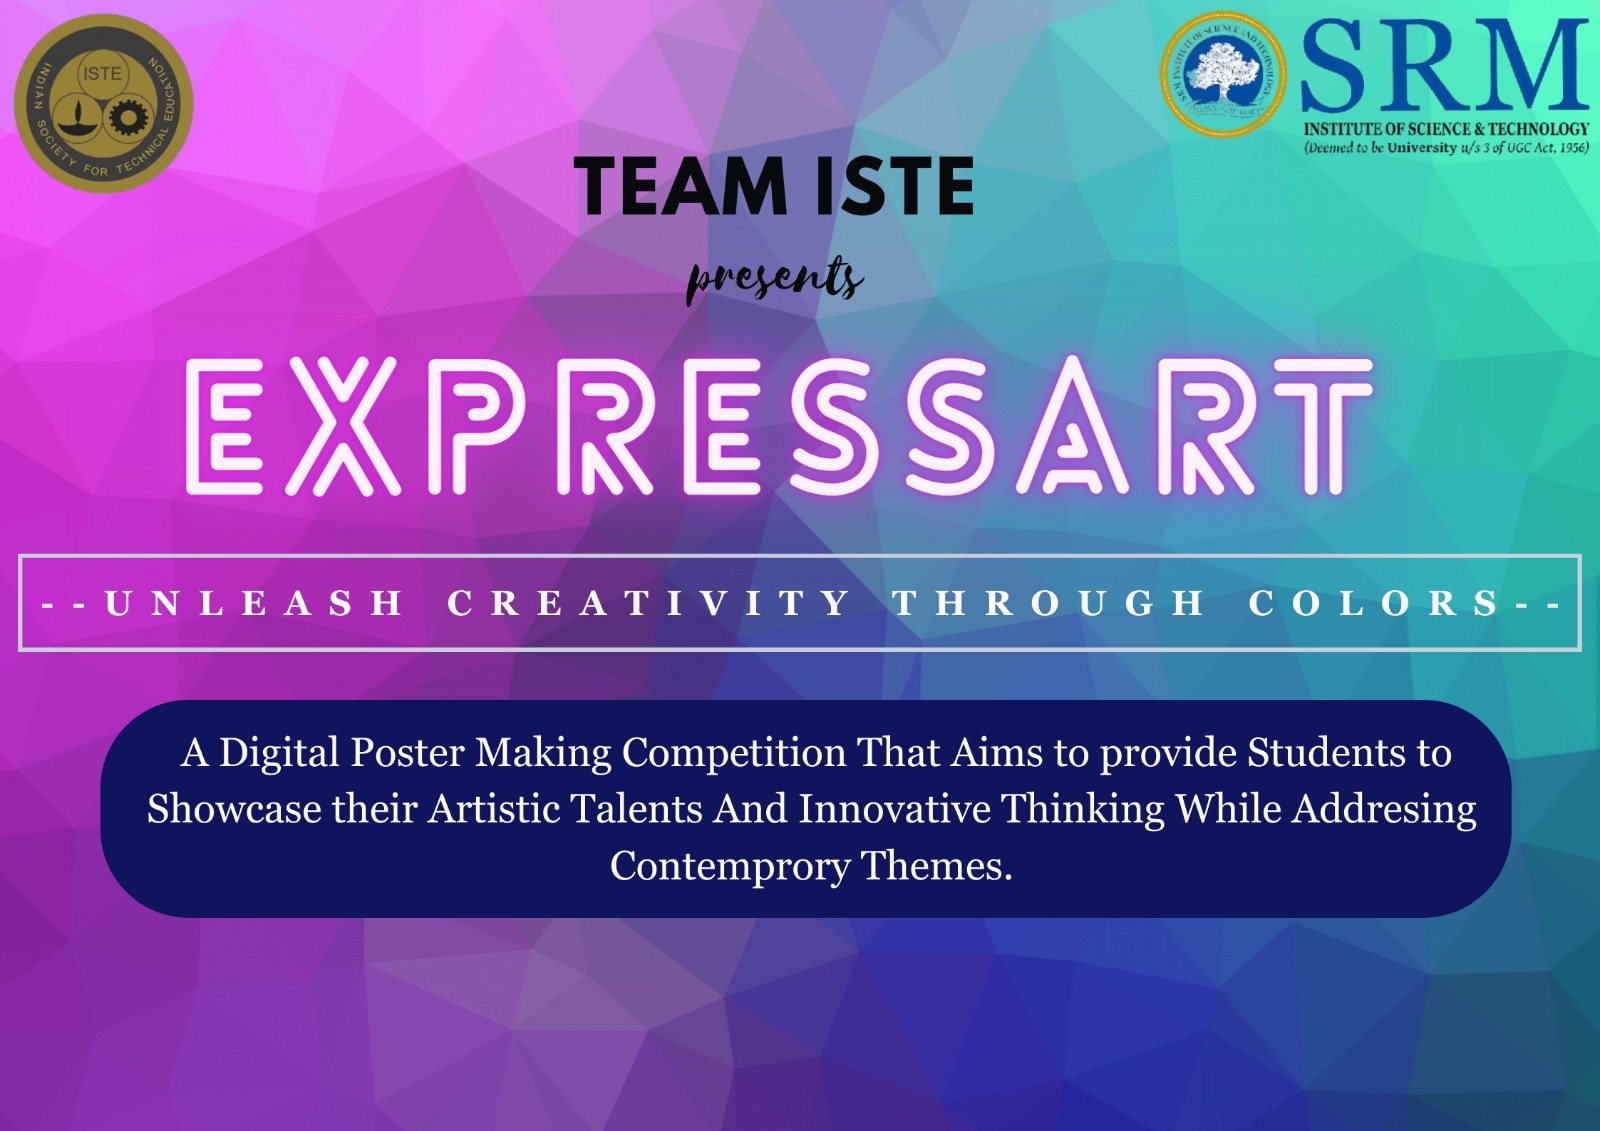 ISTE
INDIAN SOCIETY FOR TECHNICAL EDUCATION
SRM
INSTITUTE OF SCIENCE & TECHNOLOGY
(Deemed to be University u/s 3 of UGC Act, 1956)
TEAM ISTE
presents
EXPRESSART
--UNLEASH CREATIVITY THROUGH COLORS--
A Digital Poster Making Competition That Aims to provide Students to
Showcase their Artistic Talents And Innovative Thinking While Addresing
Contemprory Themes.